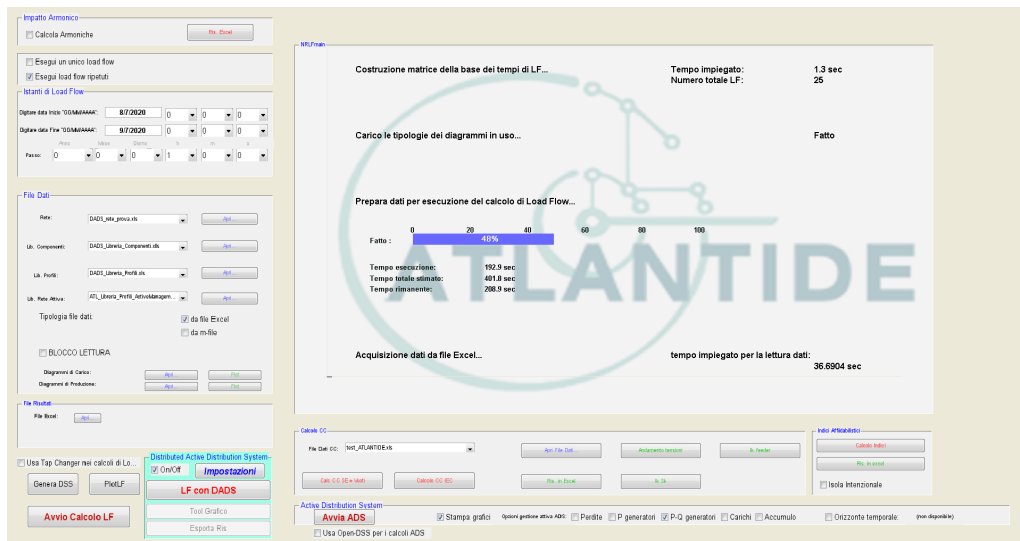 Impatto Armonico
Calcola Armoniche
Ris. Excel
Esegui un unico load flow
Esegui load flow ripetuti
Istanti di Load Flow
Digitare data Inizio "GG/MM/AAAA": 8/7/2020 0 0 0
Digitare data Fine "GG/MM/AAAA": 9/7/2020 0 0 0
Anno Mese Giorni h m s
Passo: 0 0 0 1 0 0
File Dati
Rete: DADS_rete_prova.xls Apri...
Lib. Componenti: DADS_Libreria_Componenti.xls Apri...
Lib. Profili: DADS_Libreria_Profili.xls Apri...
Lib. Rete Attiva: ATL_Libreria_Profili_ActiveManagem... Apri...
Tipologia file dati: da file Excel
da m-file
BLOCCO LETTURA
Diagrammi di Carico: Apri... Plot
Diagrammi di Produzione: Apri... Plot
File Risultati
File Excel: Apri...
Usa Tap Changer nei calcoli di Lo...
Genera DSS PlotLF
Avvio Calcolo LF
Distributed Active Distribution System
On/Off Impostazioni
LF con DADS
Tool Grafico
Esporta Ris
NRLFmain
Costruzione matrice della base dei tempi di LF... Tempo impiegato: 1.3 sec
Numero totale LF: 25
Carico le tipologie dei diagrammi in uso... Fatto
Prepara dati per esecuzione del calcolo di Load Flow...
0 20 40 60 80 100
Fatto : 48%
Tempo esecuzione: 192.9 sec
Tempo totale stimato: 401.8 sec
Tempo rimanente: 208.9 sec
ATLANTIDE
Acquisizione dati da file Excel... tempo impiegato per la lettura dati:
36.6904 sec
Calcolo CC
File Dati CC: test_ATLANTIDE.xls Apri File Dati... Andamento tensioni Ik feeder
Calc CC SE+Vesti Calcolo CC IEC Ris. in Excel Ik Sk
Indici Affidabilistici
Calcolo Indici
Ris. in excel
Isola Intenzionale
Active Distribution System
Avvia ADS Stampa grafici Opzioni gestione attiva ADS: Perdite P generatori P-Q generatori Carichi Accumulo Orizzonte temporale: (non disponibile)
Usa Open-DSS per i calcoli ADS